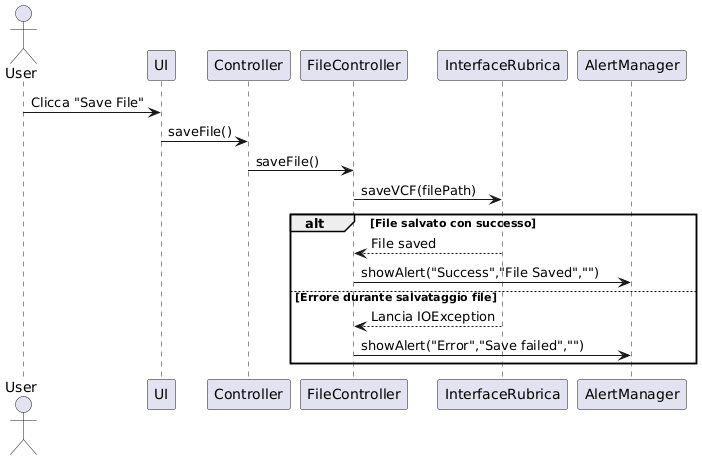 User
UI
Controller
FileController
InterfaceRubrica
AlertManager
Clicca "Save File"
saveFile()
saveFile()
saveVCF(filePath)
alt
[File salvato con successo]
File saved
showAlert("Success","File Saved","")
[Errore durante salvataggio file]
Lancia IOException
showAlert("Error","Save failed","")
User
UI
Controller
FileController
InterfaceRubrica
AlertManager